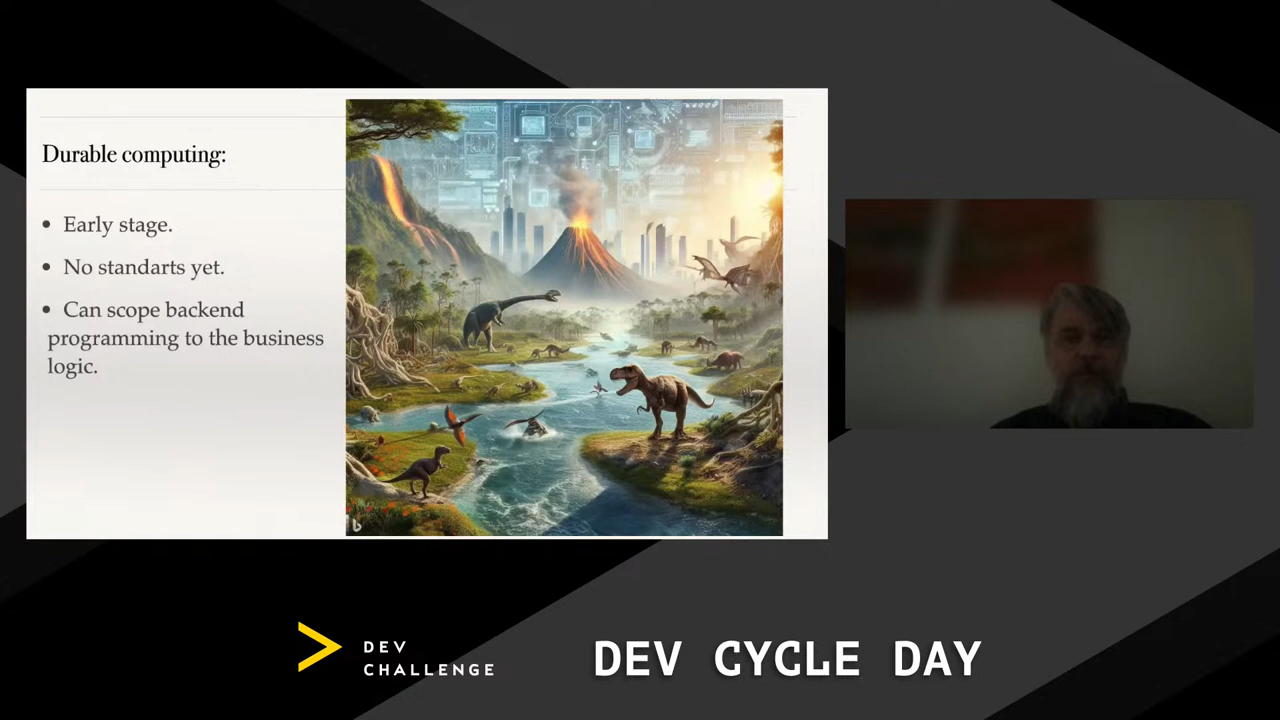 Durable computing:
• Early stage.
• No standarts yet.
• Can scope backend
programming to the business
logic.
b
DEV
CHALLENGE
DEV CYCLE DAY